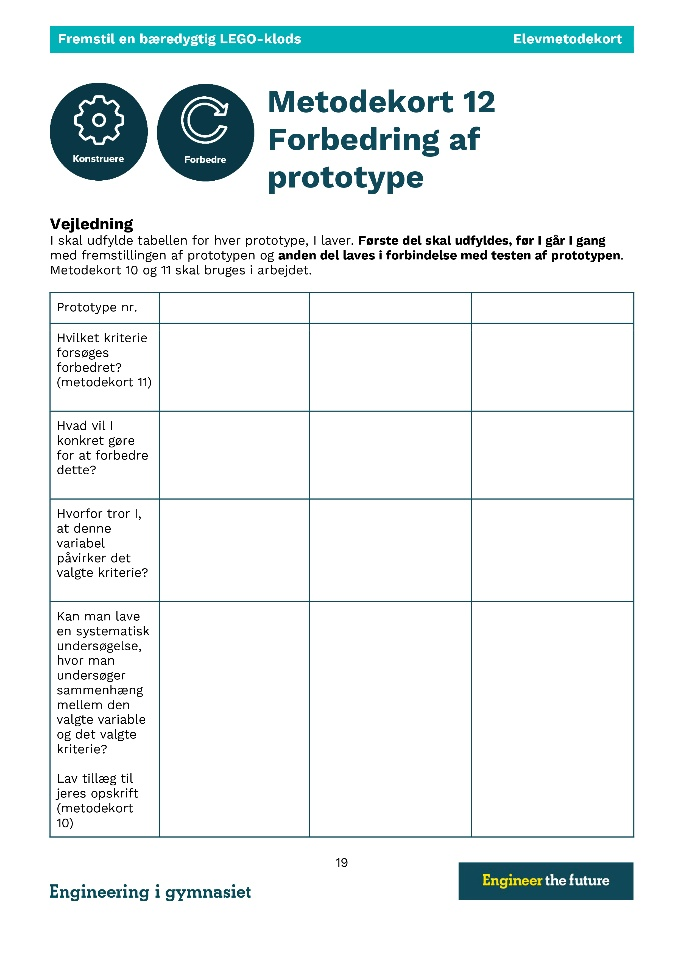 Fremstil en bæredygtig LEGO-klods Elevmetodekort
Konstruere
Forbedre
Metodekort 12
Forbedring af
prototype
Vejledning
I skal udfylde tabellen for hver prototype, I laver. Første del skal udfyldes, før I går I gang
med fremstillingen af prototypen og anden del laves i forbindelse med testen af prototypen.
Metodekort 10 og 11 skal bruges i arbejdet.
Prototype nr.
Hvilket kriterie
forsøges
forbedret?
(metodekort 11)
Hvad vil I
konkret gøre
for at forbedre
dette?
Hvorfor tror I,
at denne
variabel
påvirker det
valgte kriterie?
Kan man lave
en systematisk
undersøgelse,
hvor man
undersøger
sammenhæng
mellem den
valgte variable
og det valgte
kriterie?
Lav tillæg til
jeres opskrift
(metodekort
10)
19
Engineering i gymnasiet
Engineer the future